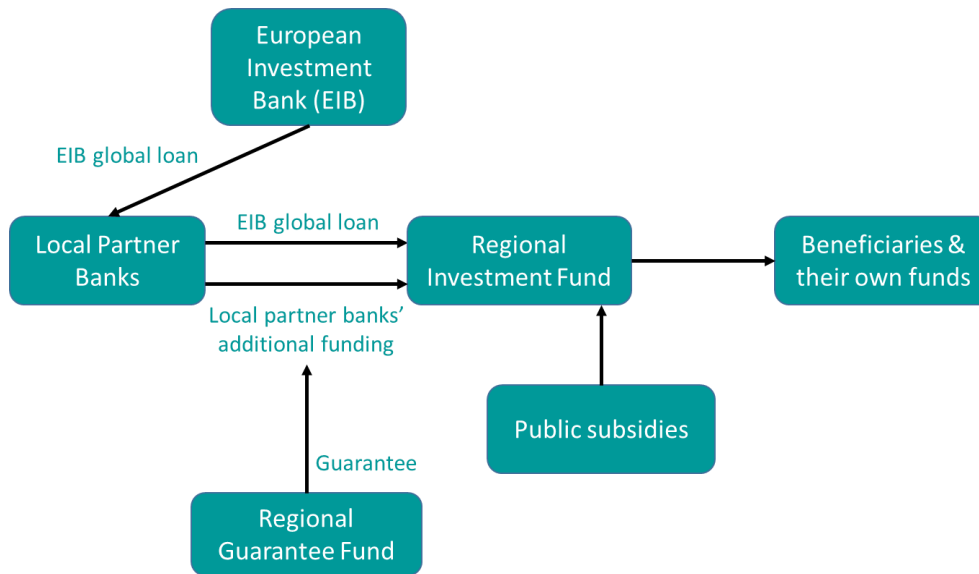 European
Investment
Bank (EIB)
EIB global loan
Local Partner
Banks
EIB global loan
Local partner banks’
additional funding
Regional
Investment Fund
Beneficiaries &
their own funds
Public subsidies
Guarantee
Regional
Guarantee Fund